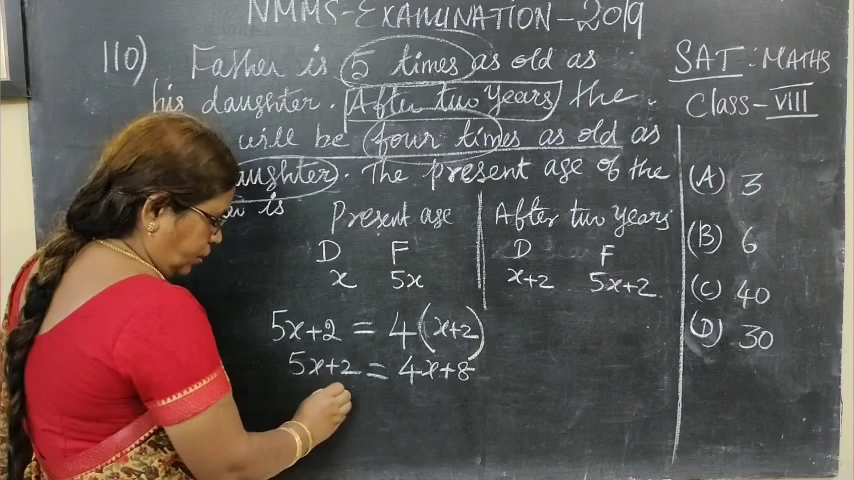 NMMS-EXAMINATION-2019
110) Father is 5 times as old as
his daughter. After two years the
will be four times as old as
daughter. The present age of the
is
Present age
D F
x 5x
After two years
D F
x+2 5x+2
5x+2 = 4(x+2)
5x+2 = 4x+8
SAT: MATHS
Class-VIII
(A) 3
(B) 6
(C) 40
(D) 30